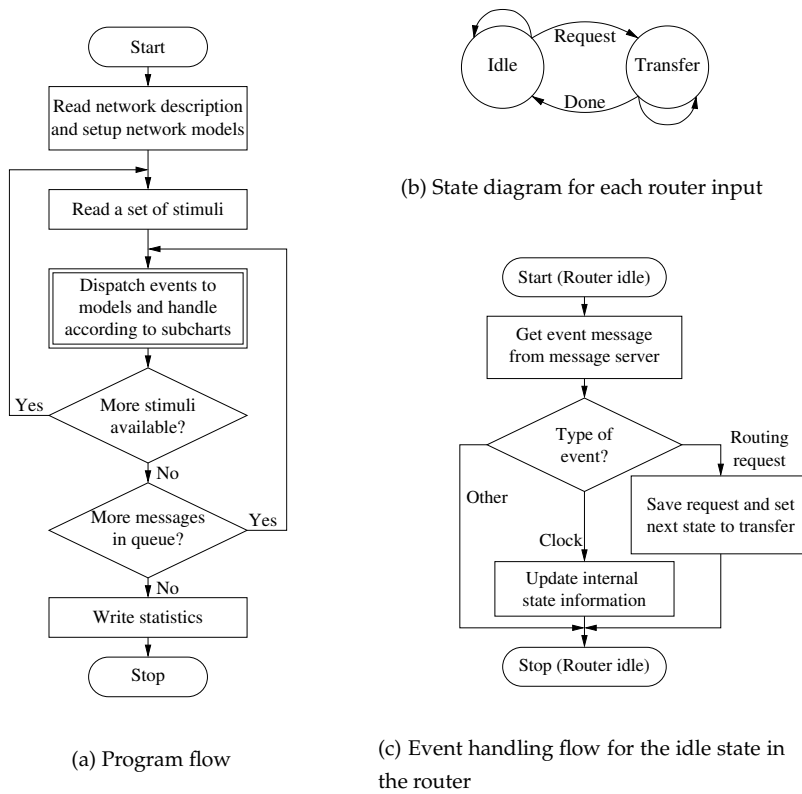 Start
Read network description
and setup network models
Read a set of stimuli
Dispatch events to
models and handle
according to subcharts
Yes
More stimuli
available?
No
More messages
in queue?
Yes
No
Write statistics
Stop
(a) Program flow
Idle
Request
Transfer
Done
(b) State diagram for each router input
Start (Router idle)
Get event message
from message server
Type of
event?
Routing
request
Other
Save request and set
next state to transfer
Clock
Update internal
state information
Stop (Router idle)
(c) Event handling flow for the idle state in
the router